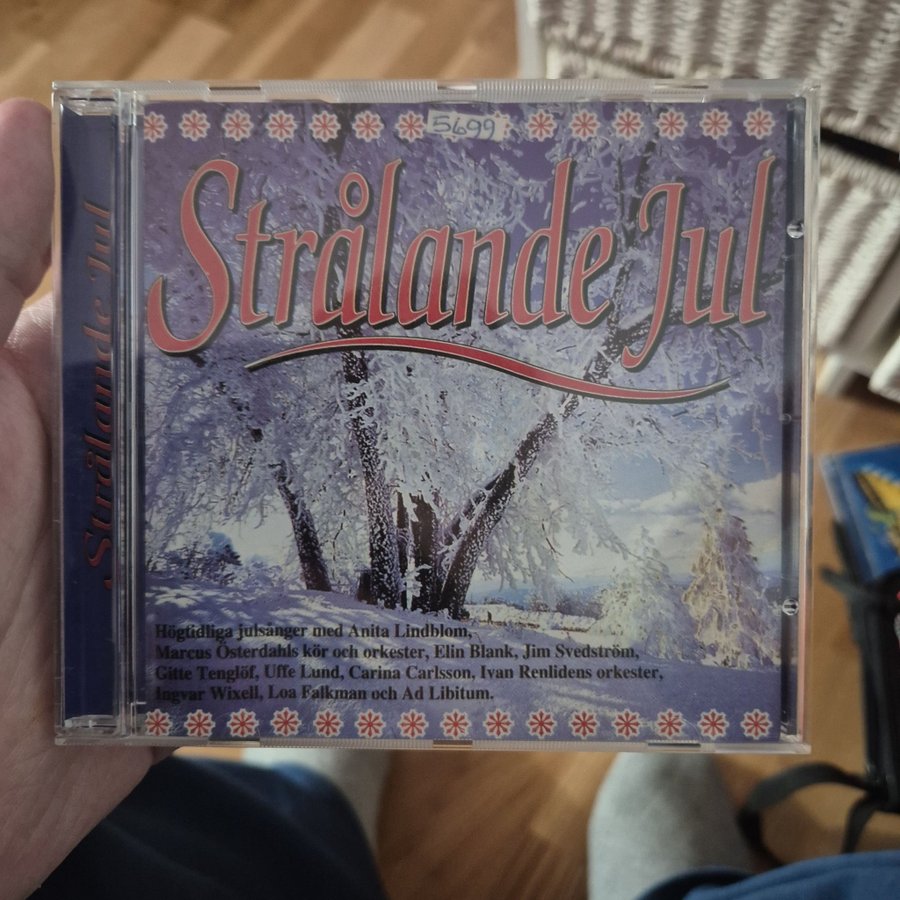 5699
Strålande Jul
Strålande Jul
Högtidliga julsånger med Anita Lindblom,
Marcus Österdahls kör och orkester, Elin Blank, Jim Svedström,
Gitte Tenglöf, Uffe Lund, Carina Carlsson, Ivan Renlidens orkester,
Ingvar Wixell, Loa Falkman och Ad Libitum.